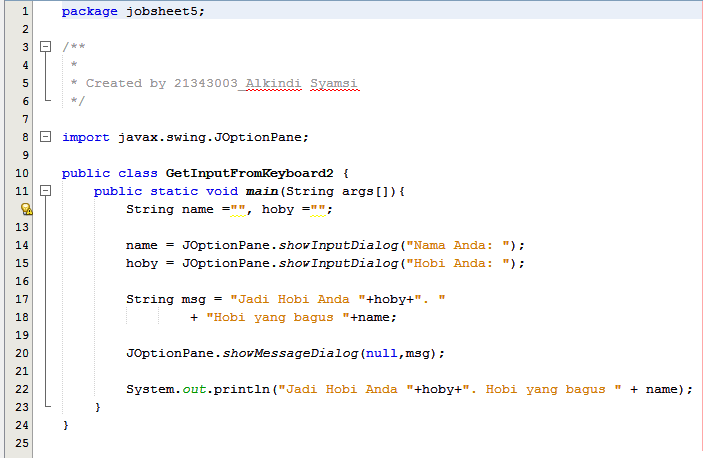 1 package jobsheet5;
2
3 /**
4  *
5  * Created by 21343003_Alkindi Syamsi
6  */
7
8 import javax.swing.JOptionPane;
9
10 public class GetInputFromKeyboard2 {
11     public static void main(String args[]){
        String name ="", hoby ="";
13
14         name = JOptionPane.showInputDialog("Nama Anda: ");
15         hoby = JOptionPane.showInputDialog("Hobi Anda: ");
16
17         String msg = "Jadi Hobi Anda "+hoby+". "
18                 + "Hobi yang bagus "+name;
19
20         JOptionPane.showMessageDialog(null,msg);
21
22         System.out.println("Jadi Hobi Anda "+hoby+". Hobi yang bagus " + name);
23     }
24 }
25